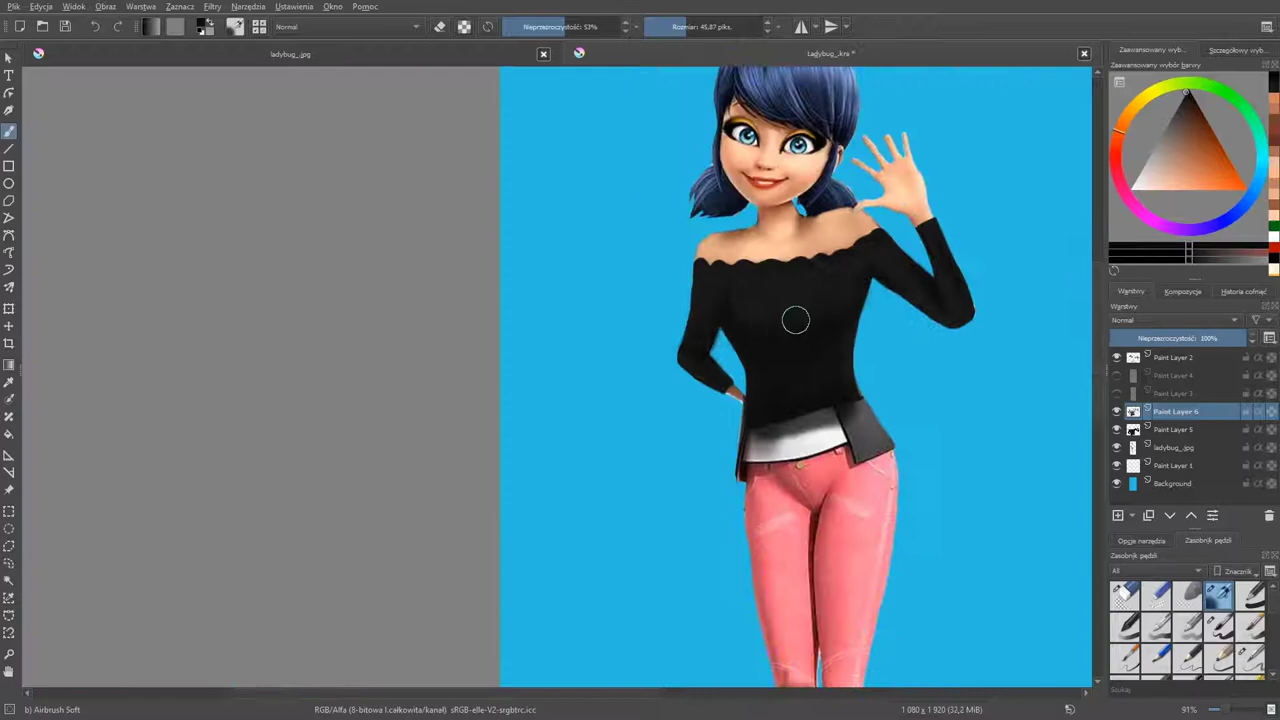 Plik Edycja Widok Obraz Warstwa Zaznacz Filtry Narzędzia Ustawienia Okno Pomoc
Normal Nieprzezroczystość: 53% Rozmiar: 45,87 piks.
ladybug_.jpg Ladybug_.kra *
Zaawansowany wyb... Szczegółowy wyb...
Zaawansowany wybór barwy
Warstwy Kompozycje Historia cofnięć
Warstwy
Normal
Nieprzezroczystość: 100%
Paint Layer 2
Paint Layer 4
Paint Layer 3
Paint Layer 6
Paint Layer 5
ladybug_.jpg
Paint Layer 1
Background
Opcje narzędzia Zasobnik pędzli
Zasobnik pędzli
All Znacznik
Szukaj
b) Airbrush Soft RGB/Alfa (8-bitowa l.całkowita/kanał) sRGB-elle-V2-srgbtrc.icc 1 080 x 1 920 (32,2 MiB) 91%